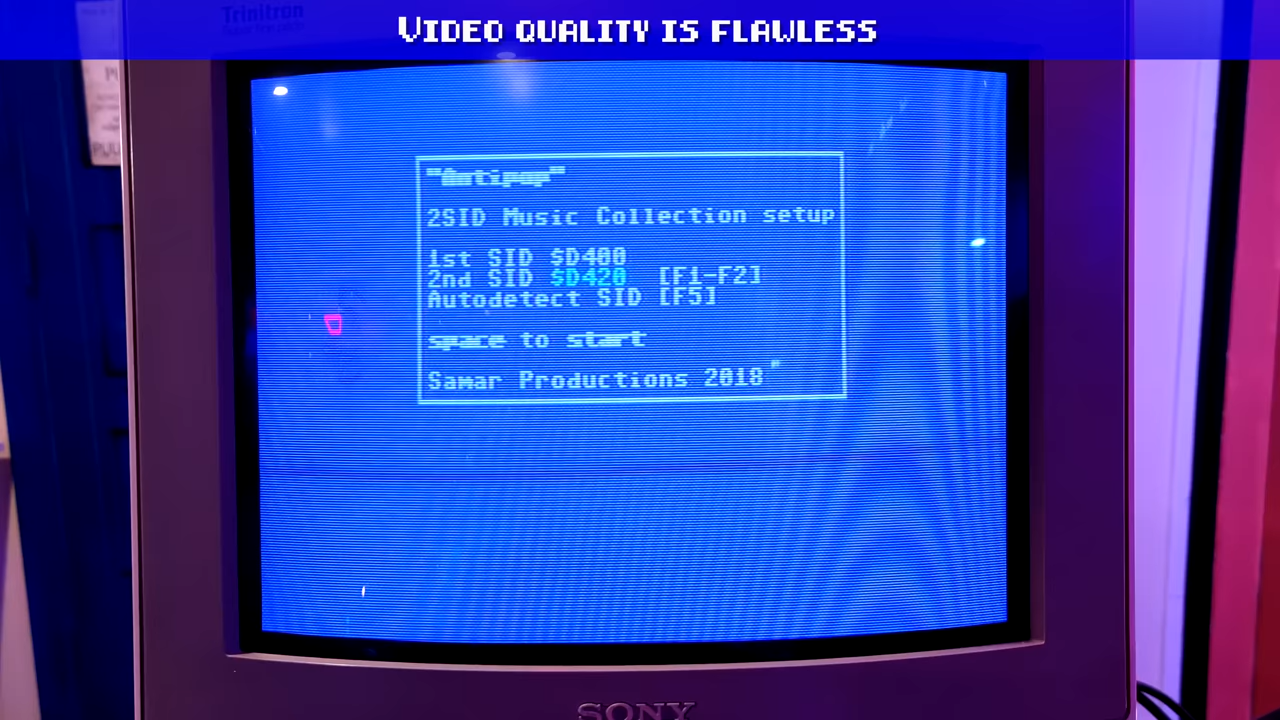 VIDEO QUALITY IS FLAWLESS
Trinitron
"Antipop"
2SID Music Collection setup
1st SID $D400
2nd SID $D420 [F1-F2]
Autodetect SID [F5]
space to start
Samar Productions 2018
SONY